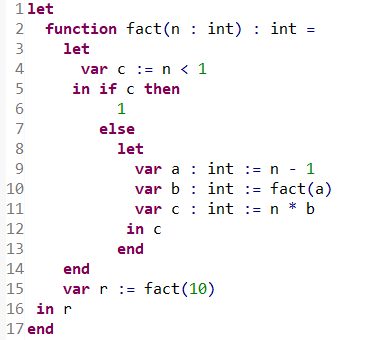 1 let
2   function fact(n : int) : int =
3     let
4       var c := n < 1
5      in if c then
6           1
7         else
8           let
9             var a : int := n - 1
10             var b : int := fact(a)
11             var c : int := n * b
12            in c
13           end
14     end
15     var r := fact(10)
16  in r
17 end